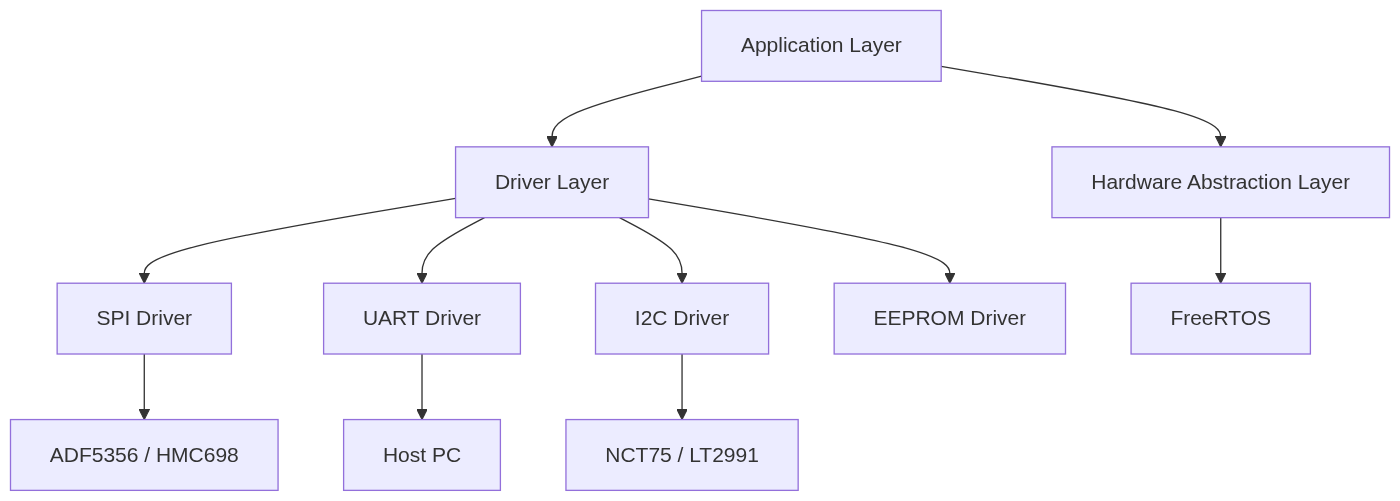 Application Layer
Driver Layer
Hardware Abstraction Layer
SPI Driver
UART Driver
I2C Driver
EEPROM Driver
FreeRTOS
ADF5356 / HMC698
Host PC
NCT75 / LT2991